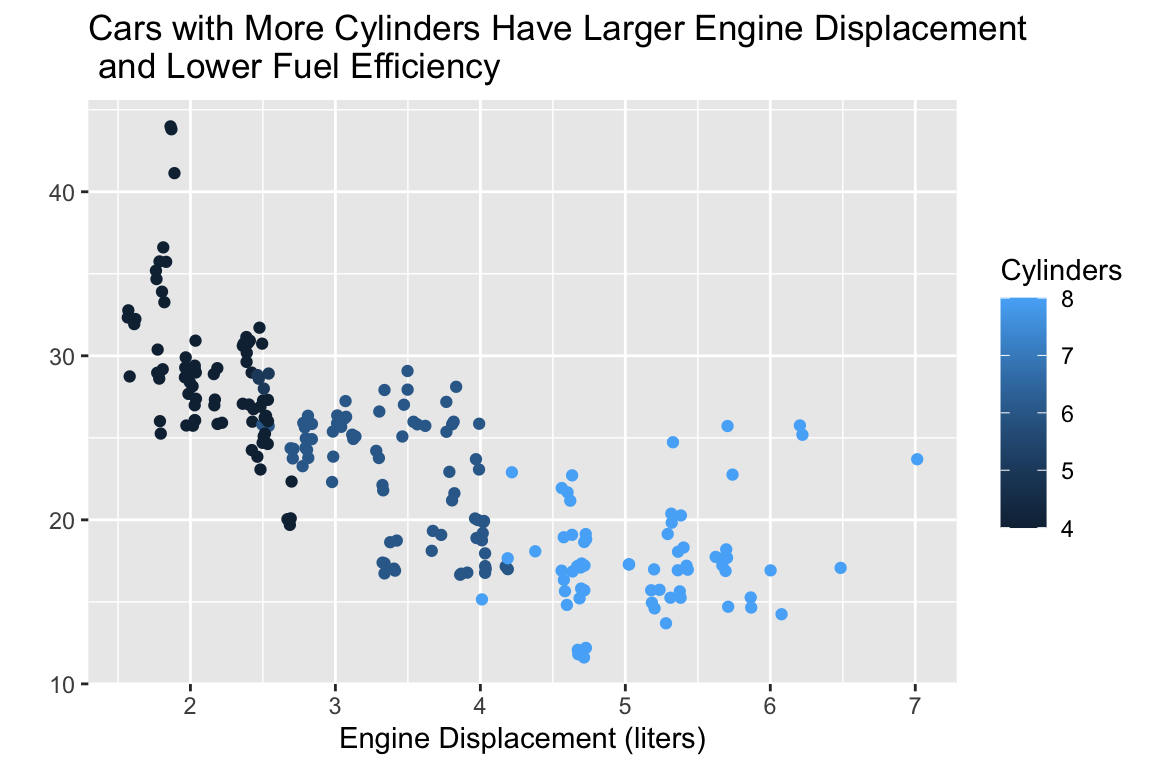 Cars with More Cylinders Have Larger Engine Displacement
and Lower Fuel Efficiency
40
30
20
10
2 3 4 5 6 7
Engine Displacement (liters)
Cylinders
8
7
6
5
4